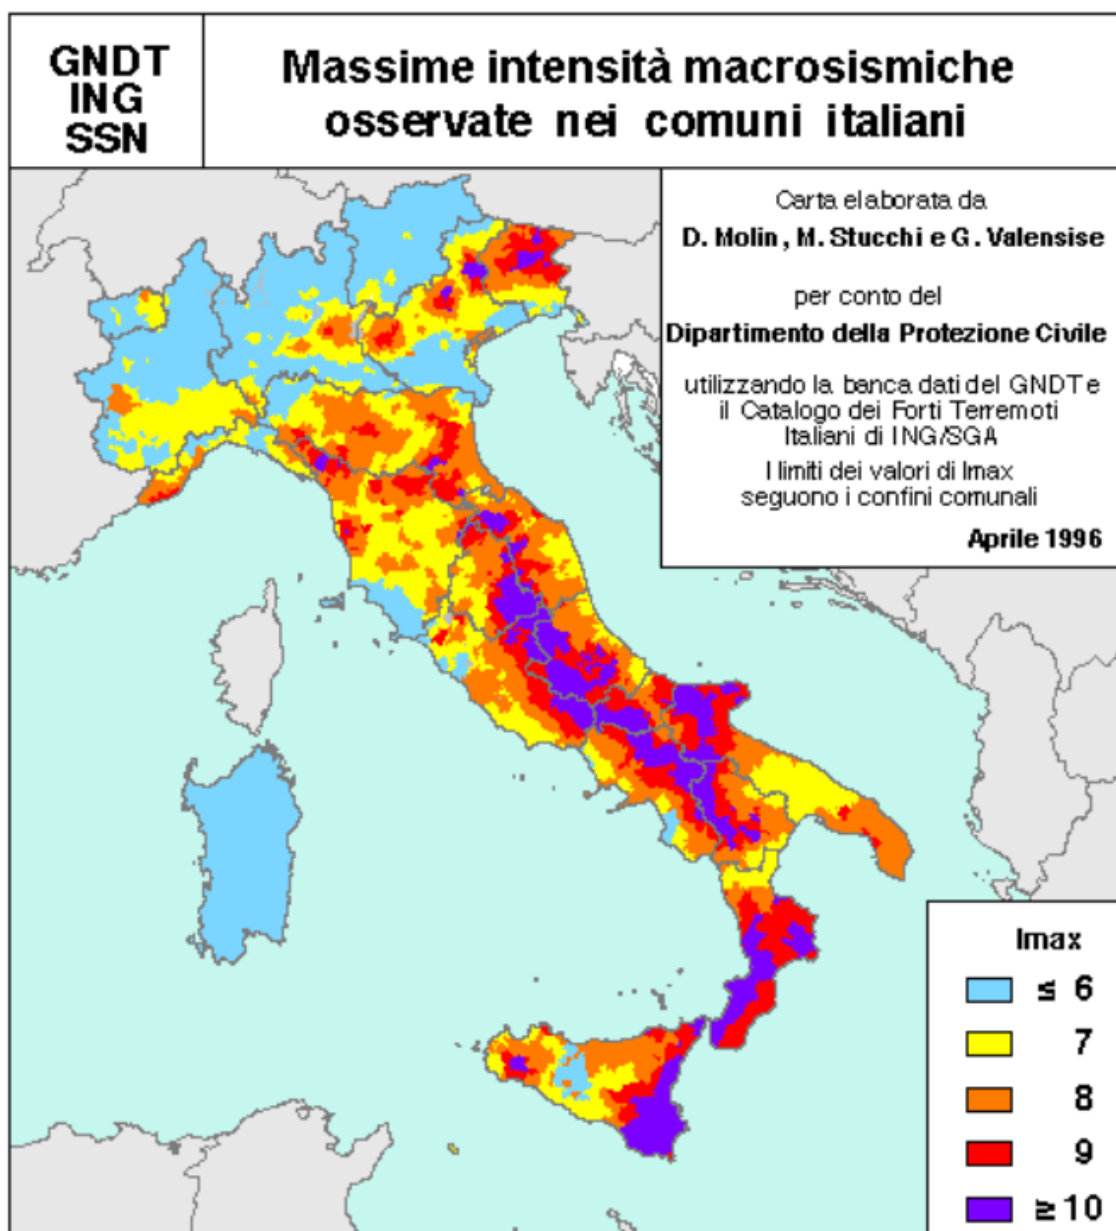 GNDT
ING
SSN
Massime intensità macrosismiche
osservate nei comuni italiani
Carta elaborata da
D. Molin, M. Stucchi e G. Valensise
per conto del
Dipartimento della Protezione Civile
utilizzando la banca dati del GNDT e
il Catalogo dei Forti Terremoti
Italiani di ING/SGA
I limiti dei valori di Imax
seguono i confini comunali
Aprile 1996
Imax
≤ 6
7
8
9
≥ 10